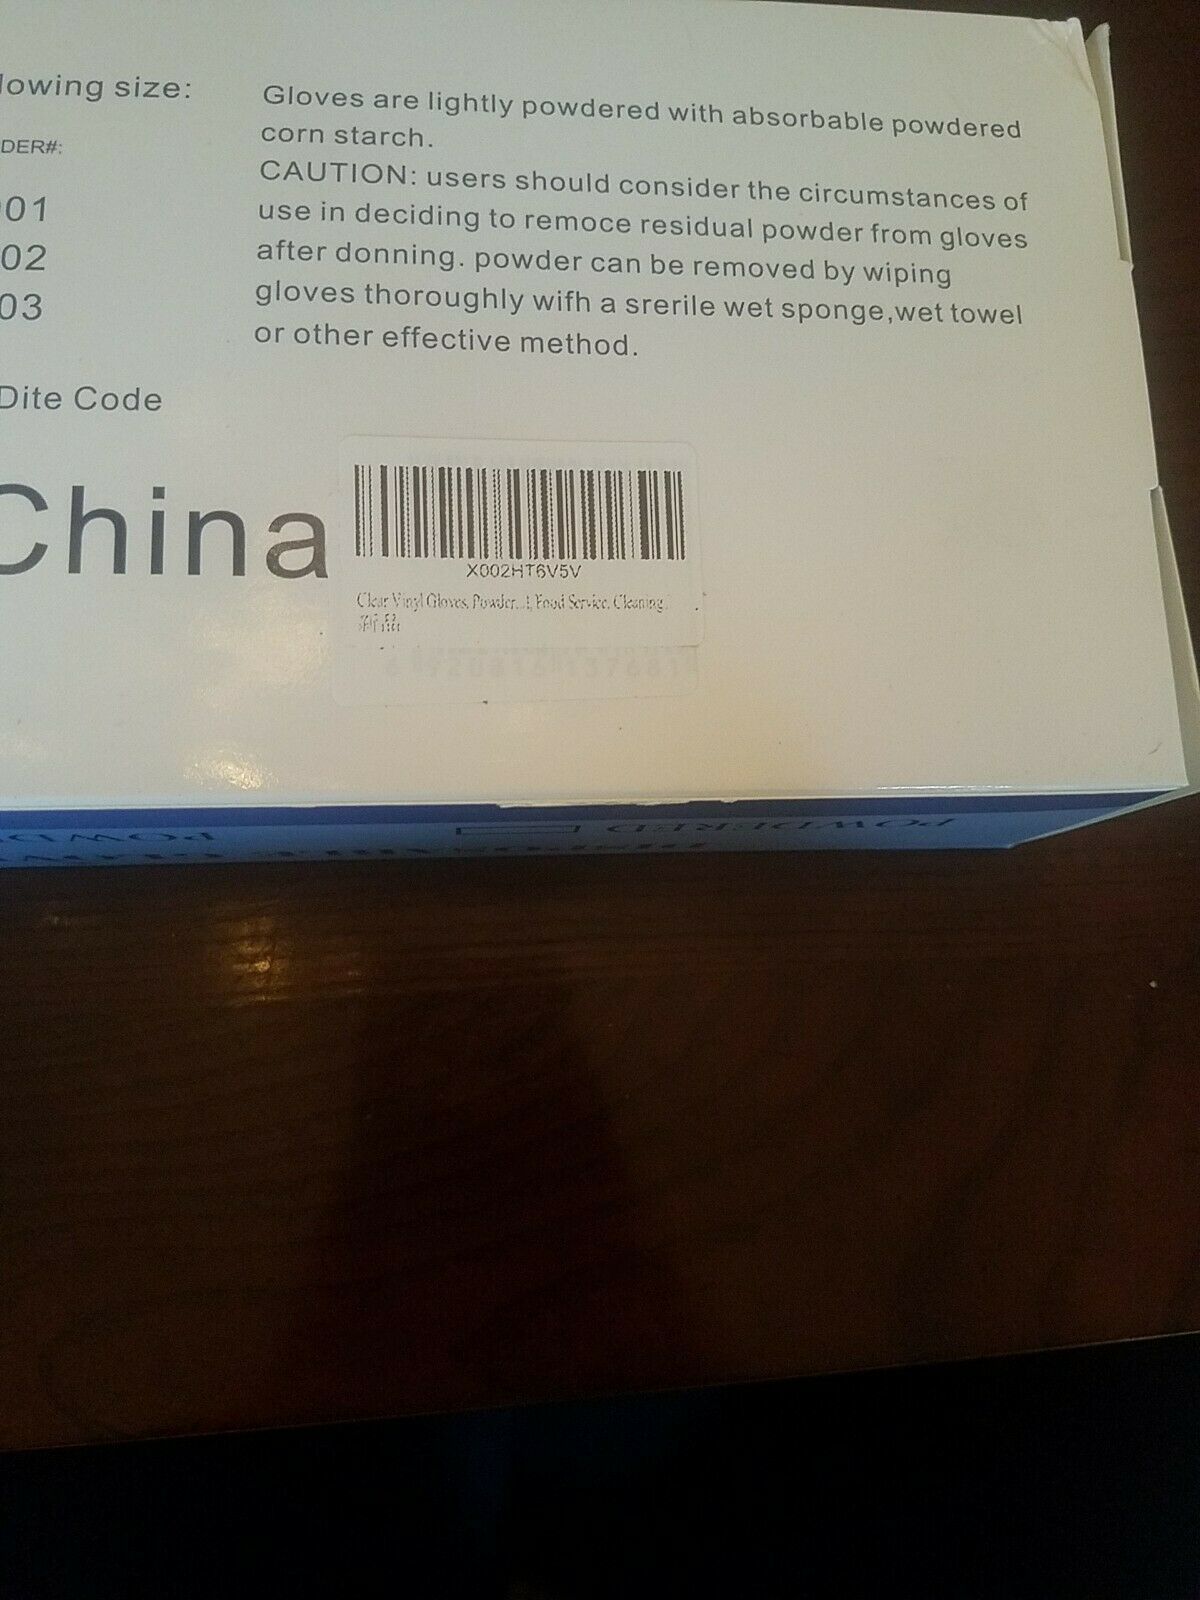 lowing size:
DER#:
01
02
03
Dite Code
China
Gloves are lightly powdered with absorbable powdered
corn starch.
CAUTION: users should consider the circumstances of
use in deciding to remoce residual powder from gloves
after donning. powder can be removed by wiping
gloves thoroughly wifh a srerile wet sponge,wet towel
or other effective method.
X002HT6V5V
Clear Vinyl Gloves, Powder...l, Food Service, Cleaning,
新品
POWDERED